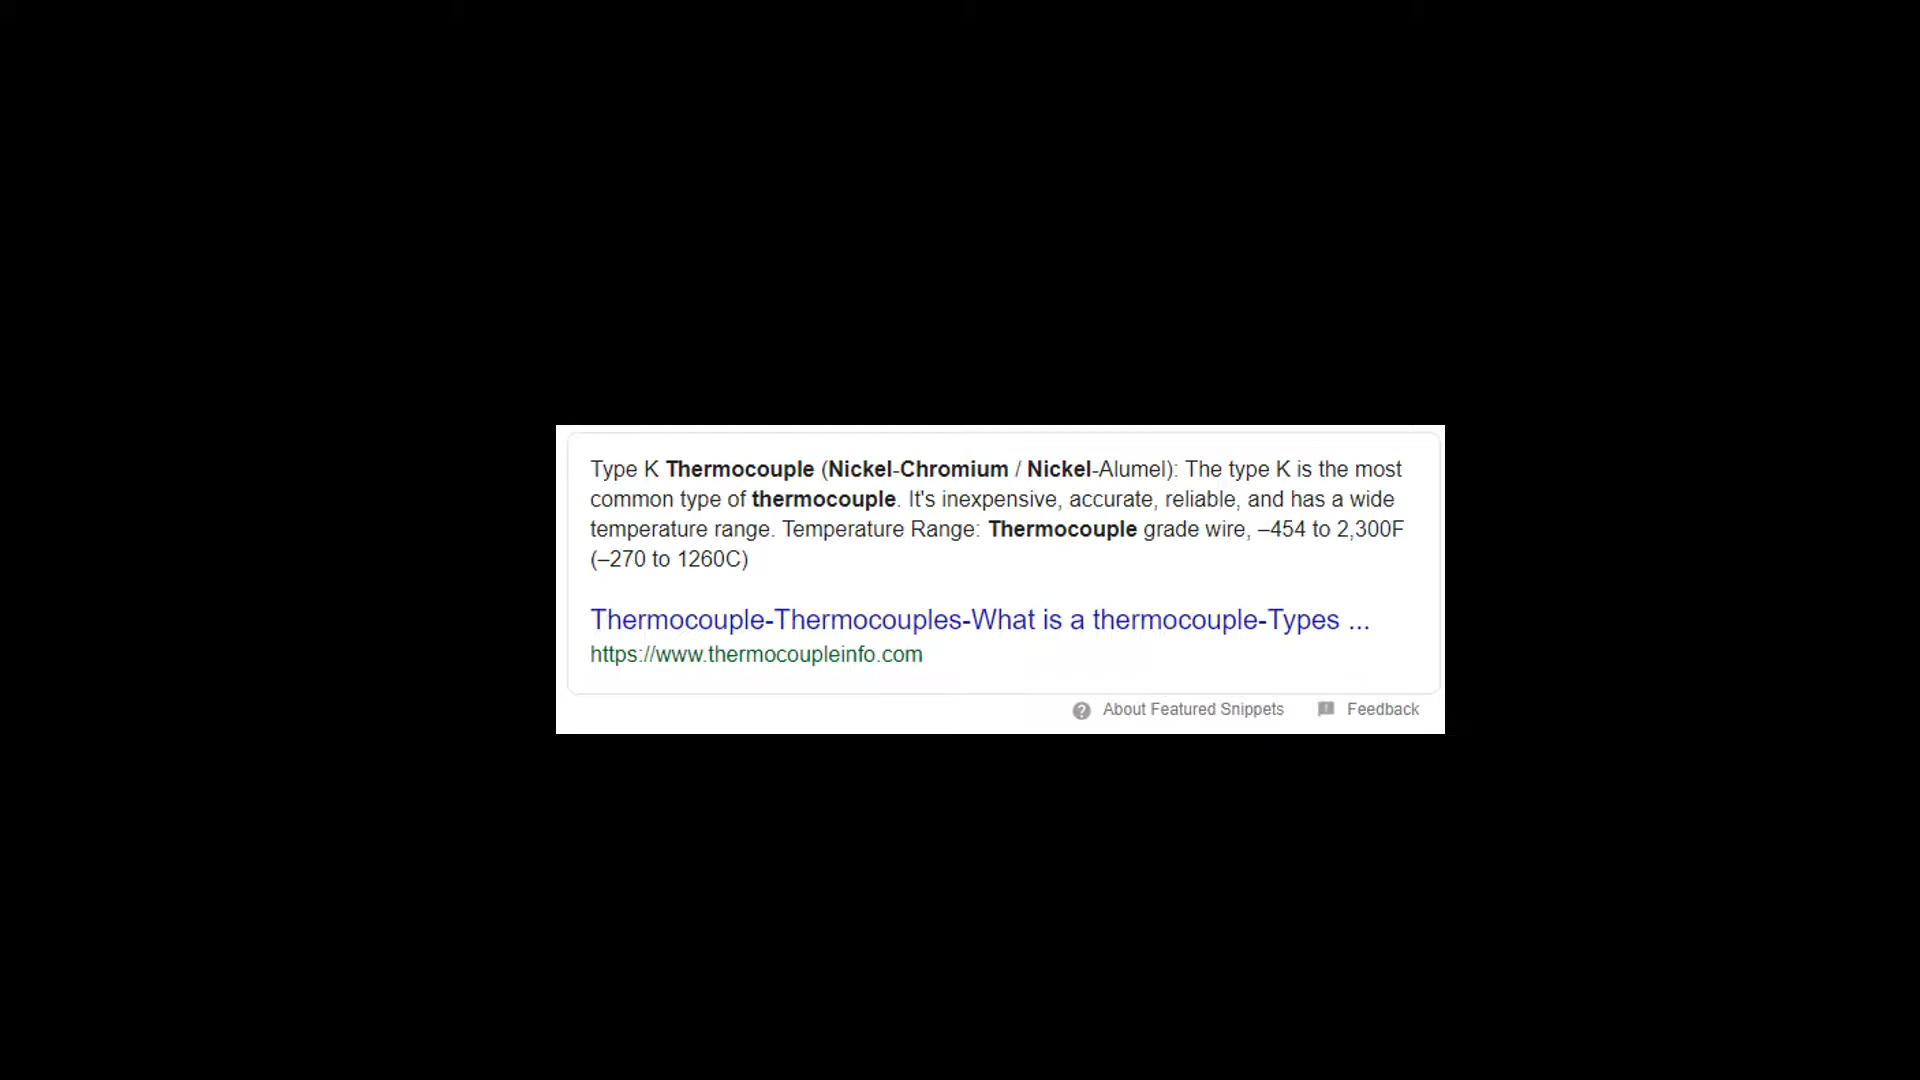 Type K Thermocouple (Nickel-Chromium / Nickel-Alumel): The type K is the most
common type of thermocouple. It's inexpensive, accurate, reliable, and has a wide
temperature range. Temperature Range: Thermocouple grade wire, –454 to 2,300F
(–270 to 1260C)
Thermocouple-Thermocouples-What is a thermocouple-Types ...
https://www.thermocoupleinfo.com
About Featured Snippets Feedback